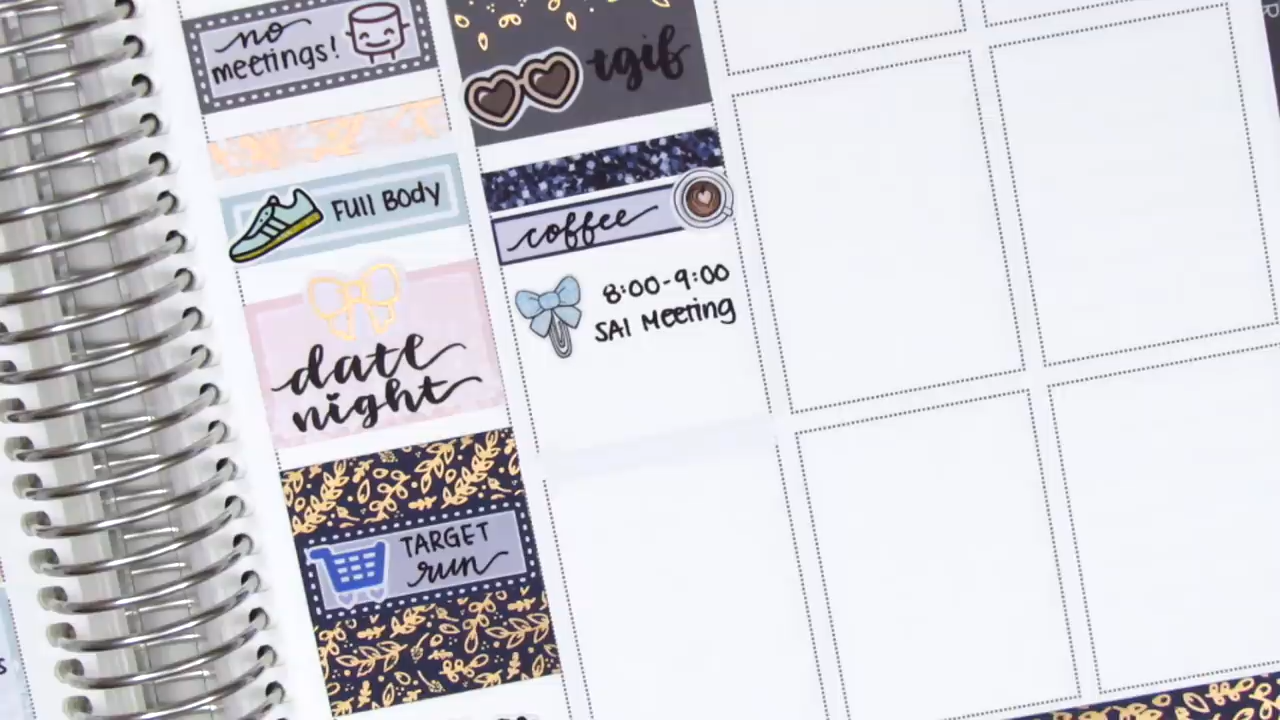 no
meetings!
Full Body
date
night
TARGET
run
tgif
coffee
8:00-9:00
SAI Meeting